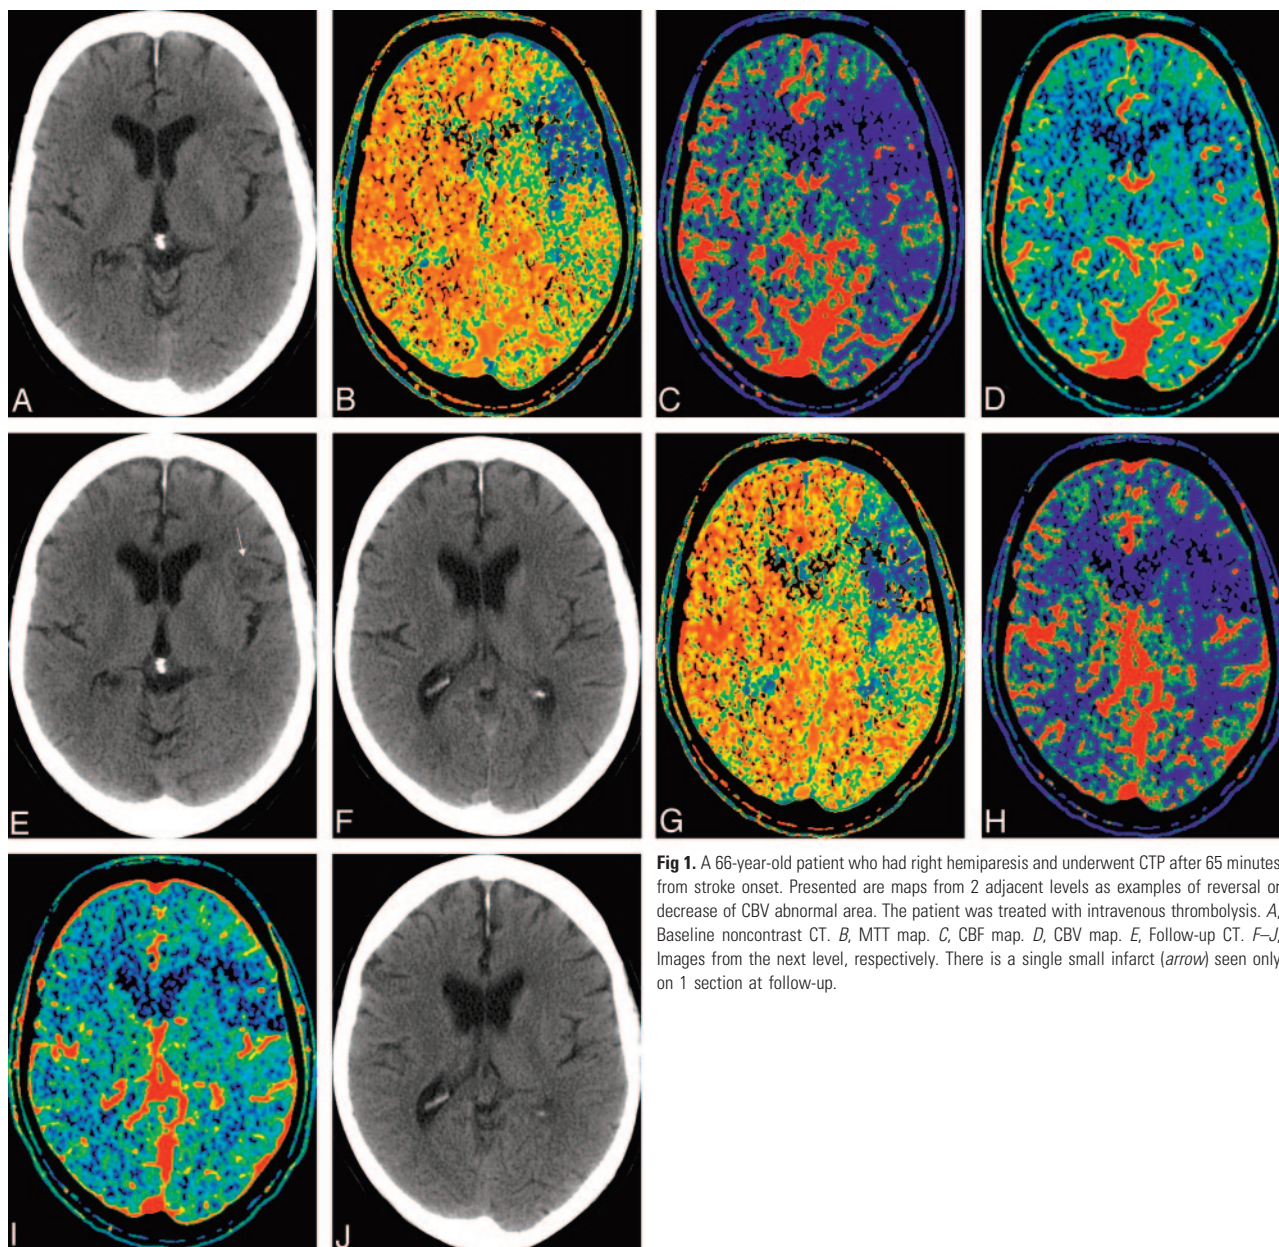 A
B
C
D
E
F
G
H
Fig 1. A 66-year-old patient who had right hemiparesis and underwent CTP after 65 minutes
from stroke onset. Presented are maps from 2 adjacent levels as examples of reversal or
decrease of CBV abnormal area. The patient was treated with intravenous thrombolysis. A,
Baseline noncontrast CT. B, MTT map. C, CBF map. D, CBV map. E, Follow-up CT. F–J,
Images from the next level, respectively. There is a single small infarct (arrow) seen only
on 1 section at follow-up.
I
J